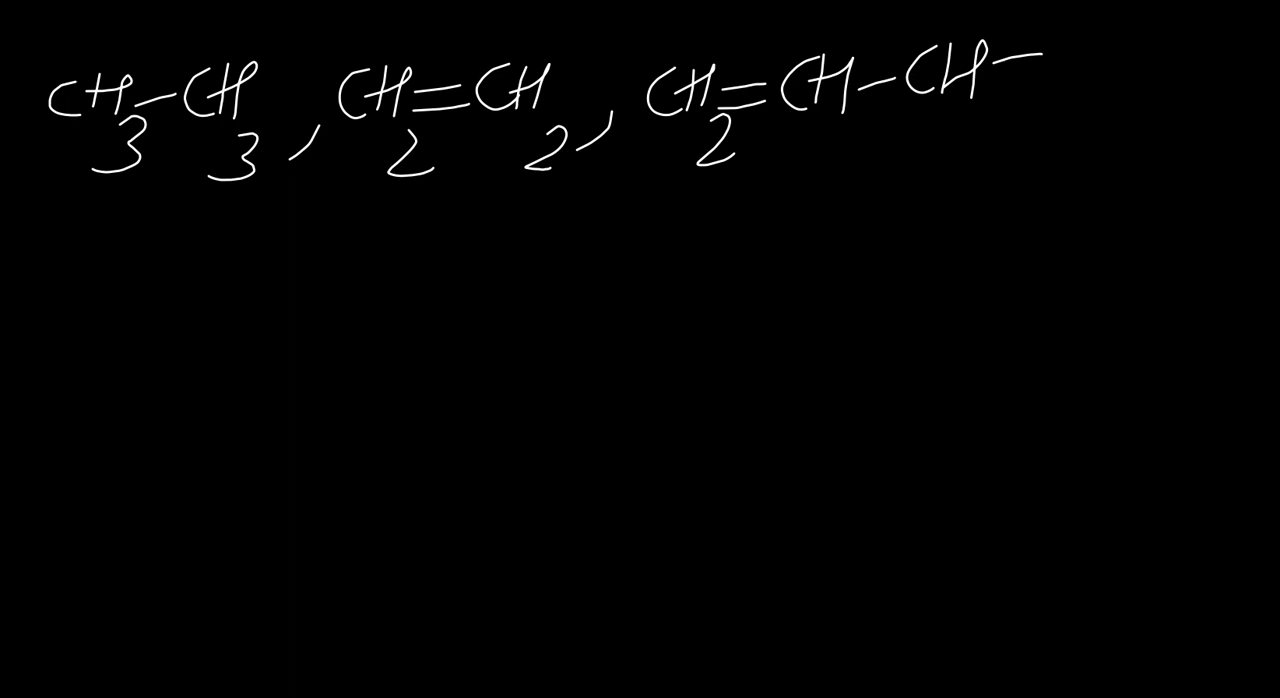 CH₃-CH₃, CH₂=CH₂, CH₂=CH-CH-